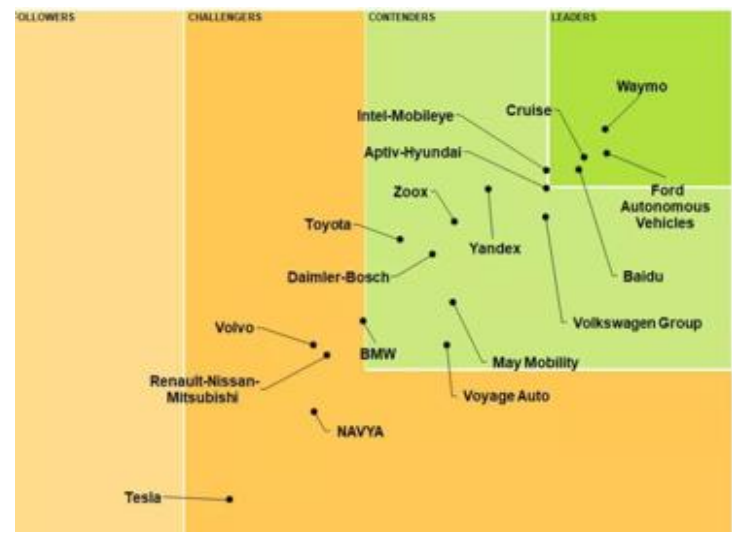 FOLLOWERS
CHALLENGERS
CONTENDERS
LEADERS
Waymo
Cruise
Intel-Mobileye
Aptiv-Hyundai
Zoox
Ford
Autonomous
Vehicles
Toyota
Yandex
Daimler-Bosch
Baidu
Volkswagen Group
Volvo
BMW
May Mobility
Renault-Nissan-
Mitsubishi
Voyage Auto
NAVYA
Tesla